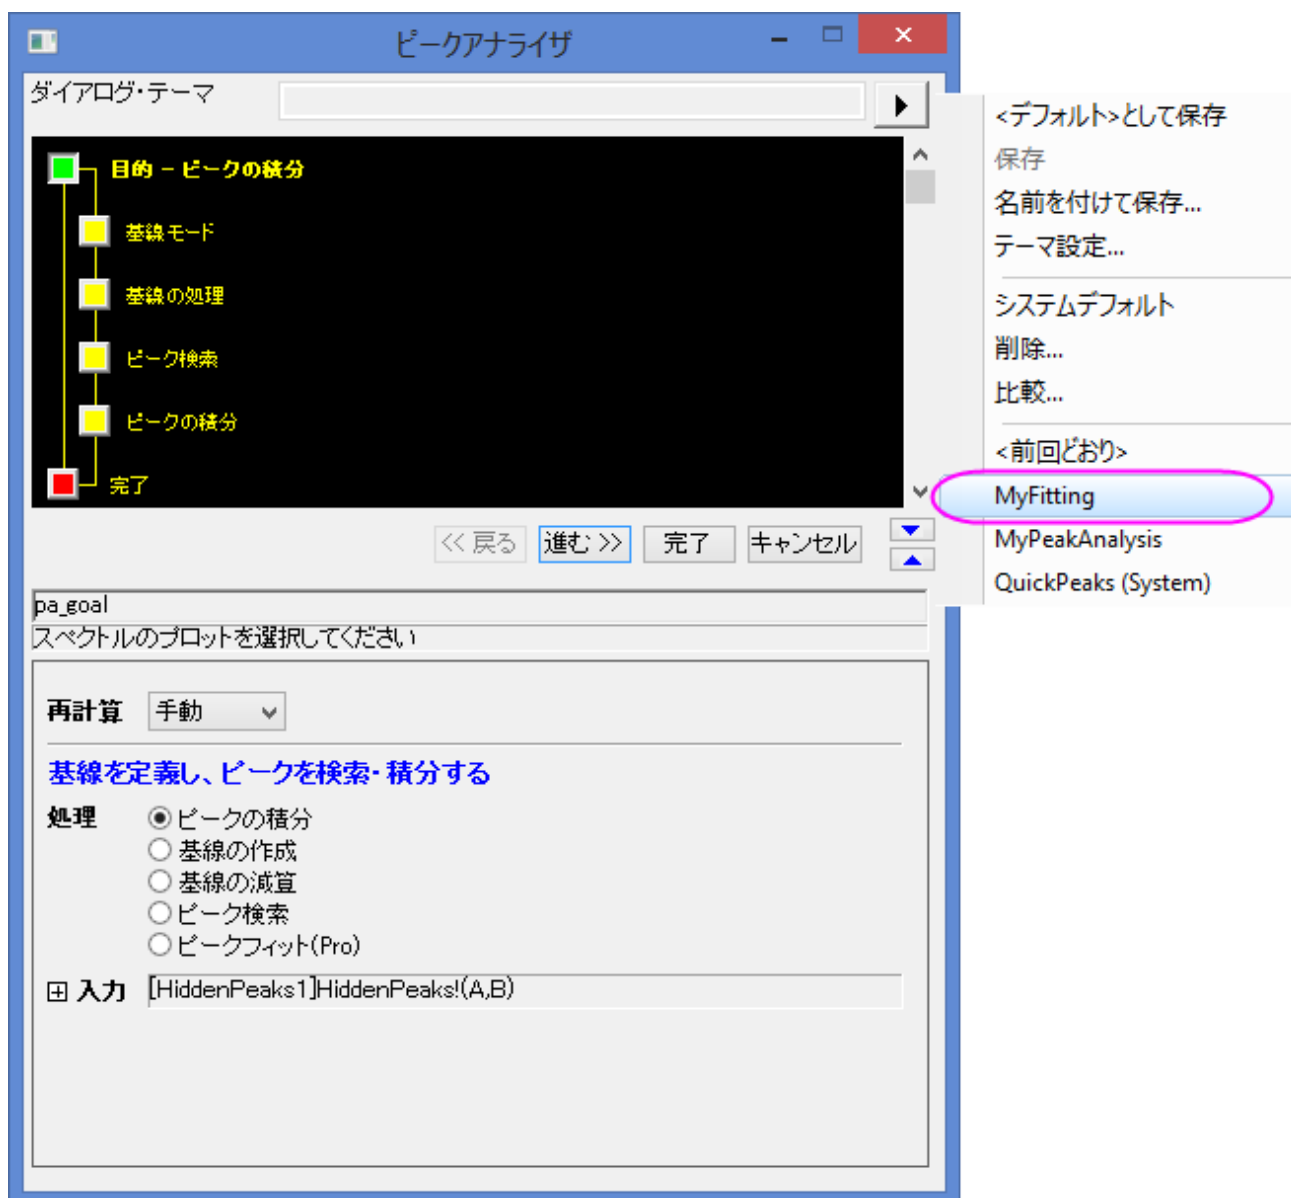 ピークアナライザ
ダイアログ・テーマ
目的 - ピークの積分
基線モード
基線の処理
ピーク検索
ピークの積分
完了
<< 戻る 進む >> 完了 キャンセル
pa_goal
スペクトルのプロットを選択してください
再計算 手動
基線を定義し、ピークを検索・積分する
処理 ピークの積分
基線の作成
基線の減算
ピーク検索
ピークフィット(Pro)
入力 [HiddenPeaks1]HiddenPeaks!(A,B)
<デフォルト>として保存
保存
名前を付けて保存...
テーマ設定...
システムデフォルト
削除...
比較...
<前回どおり>
MyFitting
MyPeakAnalysis
QuickPeaks (System)